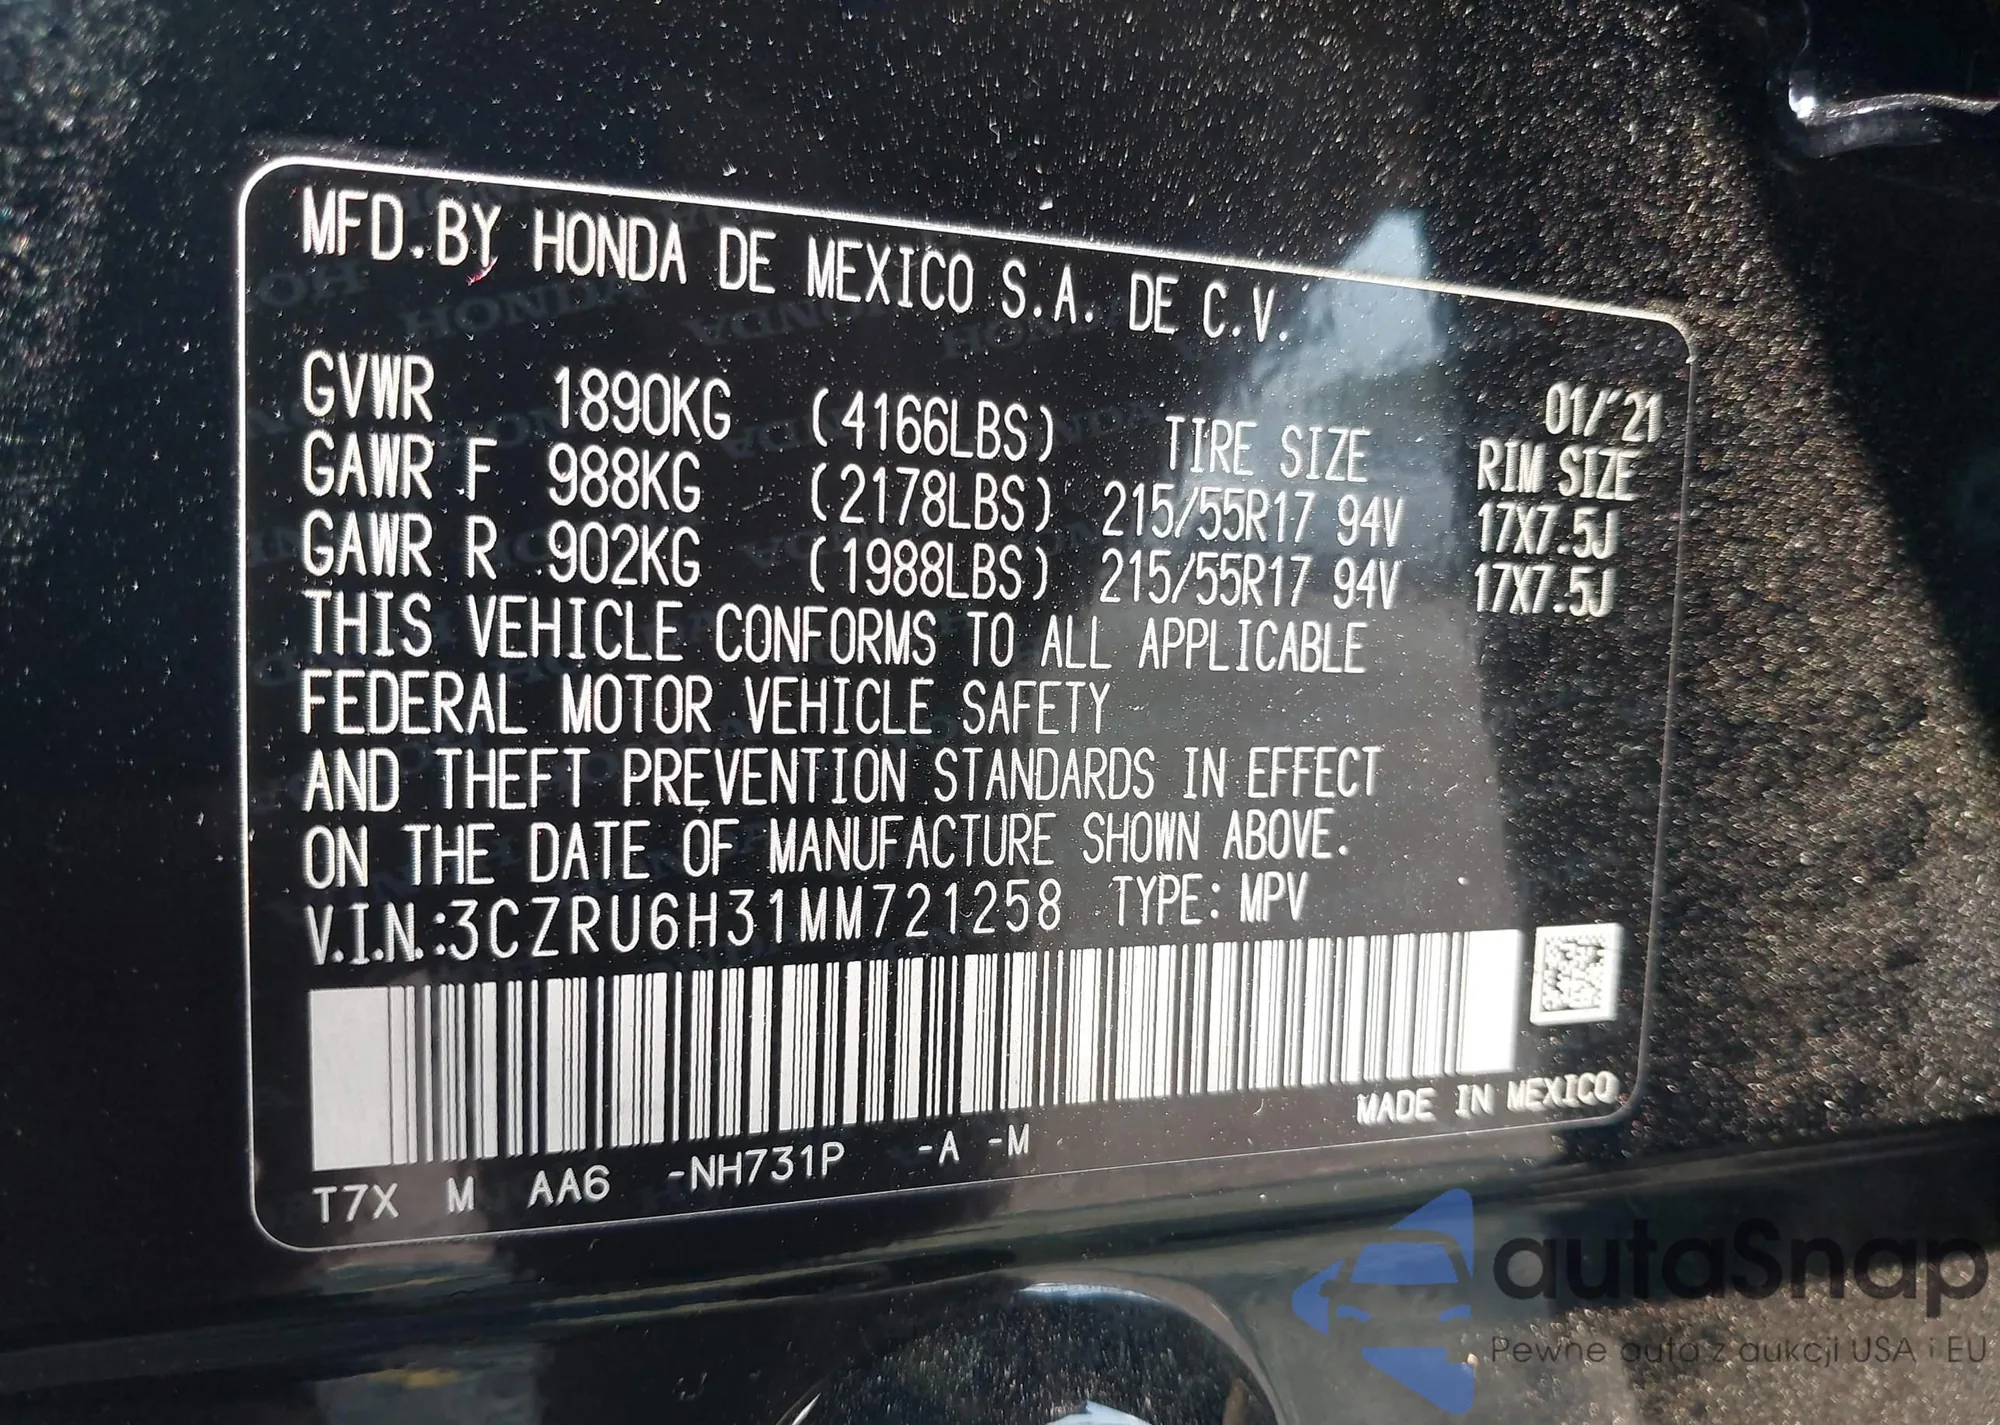 MFD.BY HONDA DE MEXICO S.A. DE C.V.
01/'21
GVWR 1890KG (4166LBS) TIRE SIZE RIM SIZE
GAWR F 988KG (2178LBS) 215/55R17 94V 17X7.5J
GAWR R 902KG (1988LBS) 215/55R17 94V 17X7.5J
THIS VEHICLE CONFORMS TO ALL APPLICABLE
FEDERAL MOTOR VEHICLE SAFETY
AND THEFT PREVENTION STANDARDS IN EFFECT
ON THE DATE OF MANUFACTURE SHOWN ABOVE.
V.I.N.:3CZRU6H31MM721258 TYPE: MPV
MADE IN MEXICO
T7X M AA6 -NH731P -A -M
autaSnap
Pewne auta z aukcji USA i EU